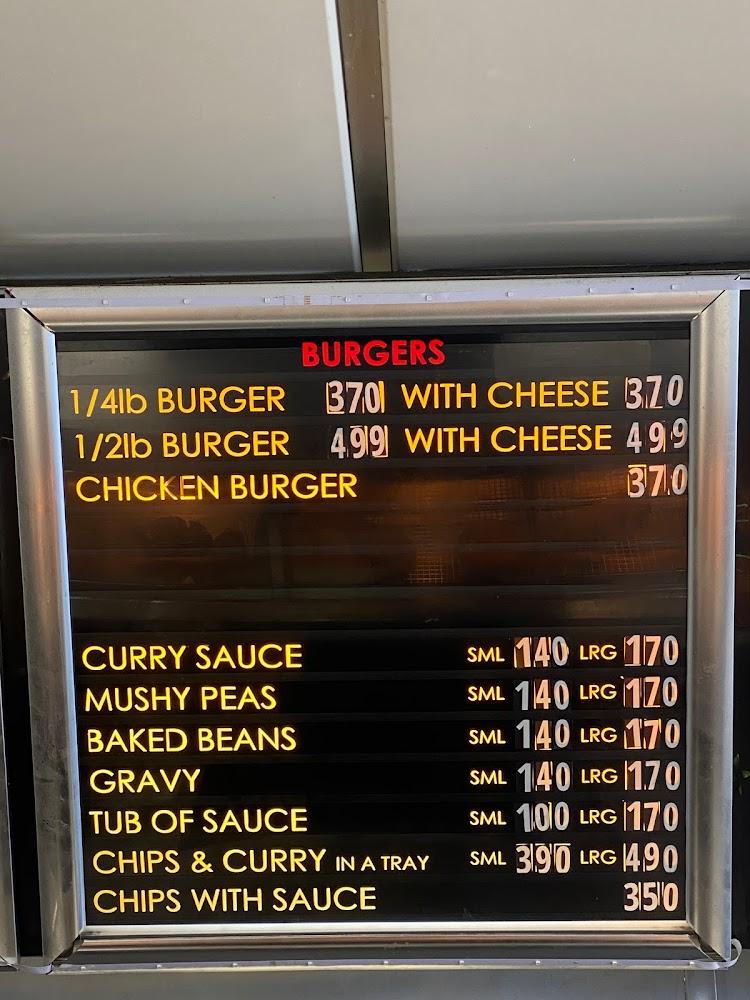 BURGERS
1/4lb BURGER 370 WITH CHEESE 370
1/2lb BURGER 499 WITH CHEESE 499
CHICKEN BURGER 370
CURRY SAUCE SML 140 LRG 170
MUSHY PEAS SML 140 LRG 170
BAKED BEANS SML 140 LRG 170
GRAVY SML 140 LRG 170
TUB OF SAUCE SML 100 LRG 170
CHIPS & CURRY IN A TRAY SML 390 LRG 490
CHIPS WITH SAUCE 350